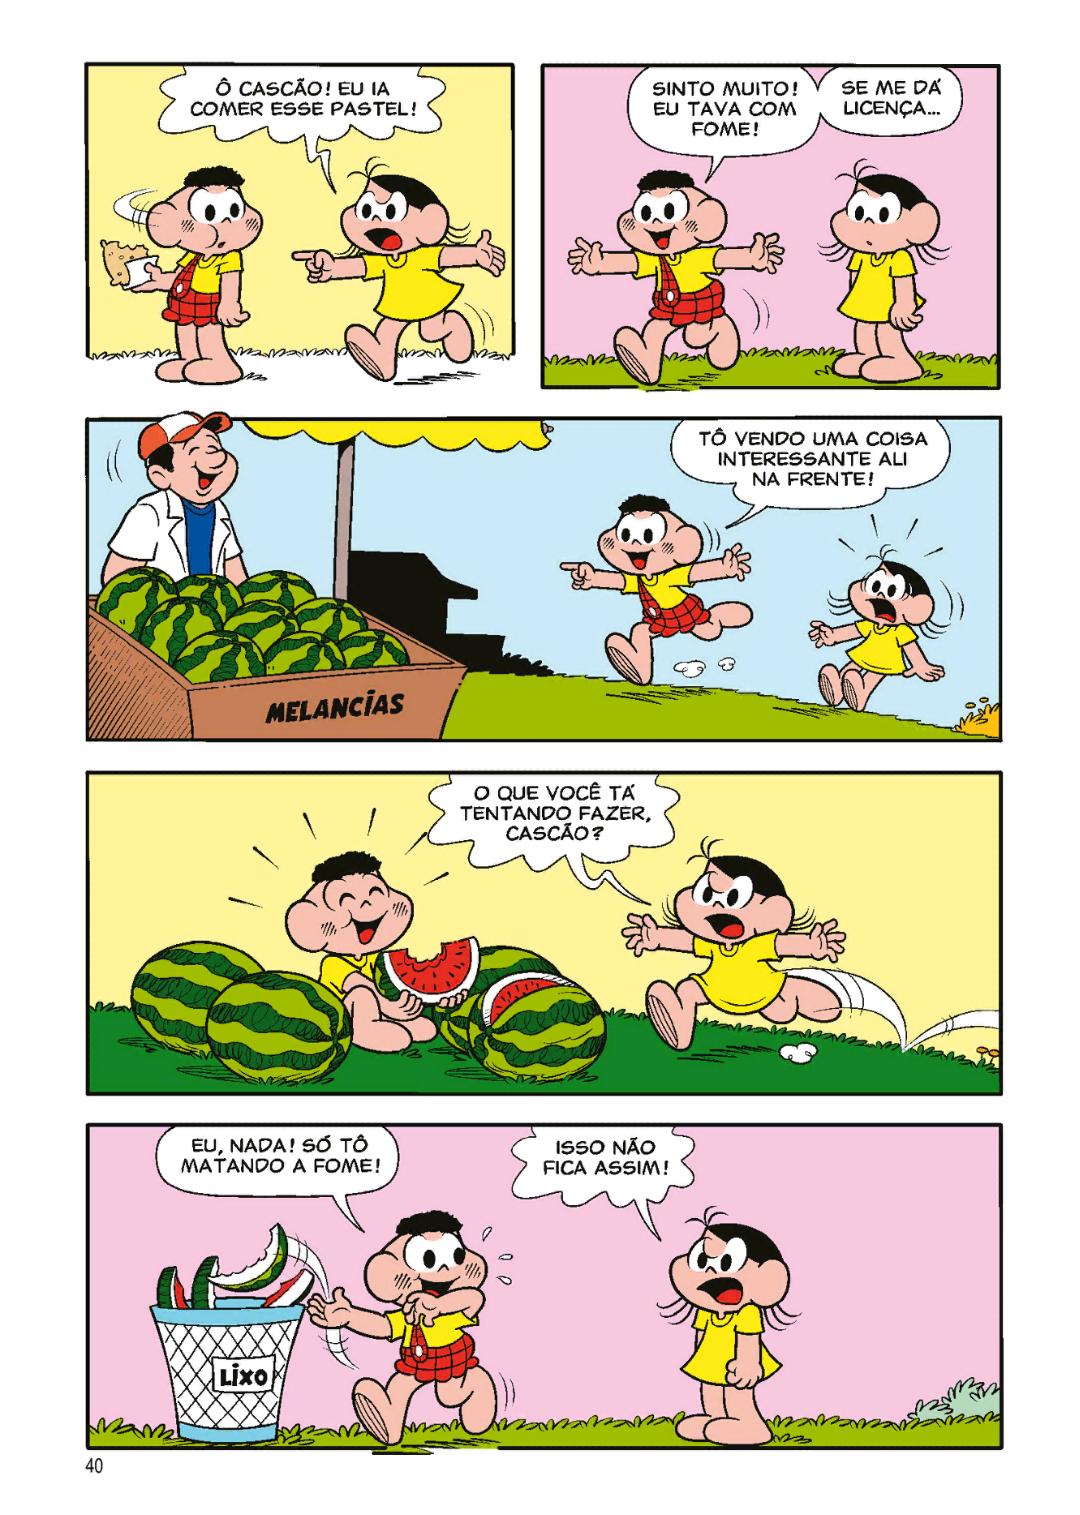 Ô CASCÃO! EU IA
COMER ESSE PASTEL!
SINTO MUITO!
EU TAVA COM
FOME!
SE ME DÁ
LICENÇA...
TÔ VENDO UMA COISA
INTERESSANTE ALI
NA FRENTE!
MELANCÍAS
O QUE VOCÊ TÁ
TENTANDO FAZER,
CASCÃO?
EU, NADA! SÓ TÔ
MATANDO A FOME!
ISSO NÃO
FICA ASSIM!
LIXO
40